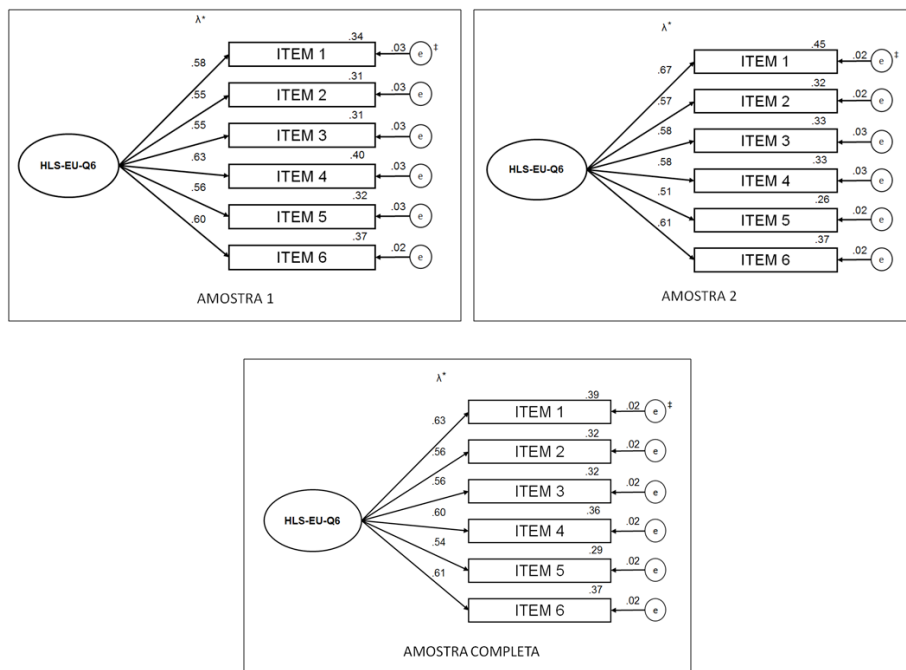 λ*
.34
.58
ITEM 1
.03
e
‡
.31
.55
ITEM 2
.03
e
.31
.55
ITEM 3
.03
e
HLS-EU-Q6
.40
.63
ITEM 4
.03
e
.32
.56
ITEM 5
.03
e
.37
.60
ITEM 6
.02
e
AMOSTRA 1
λ*
.45
.67
ITEM 1
.02
e
‡
.32
.57
ITEM 2
.02
e
.33
.58
ITEM 3
.03
e
HLS-EU-Q6
.33
.58
ITEM 4
.03
e
.26
.51
ITEM 5
.02
e
.37
.61
ITEM 6
.02
e
AMOSTRA 2
λ*
.39
.63
ITEM 1
.02
e
‡
.32
.56
ITEM 2
.02
e
.32
.56
ITEM 3
.02
e
HLS-EU-Q6
.36
.60
ITEM 4
.02
e
.29
.54
ITEM 5
.02
e
.37
.61
ITEM 6
.02
e
AMOSTRA COMPLETA